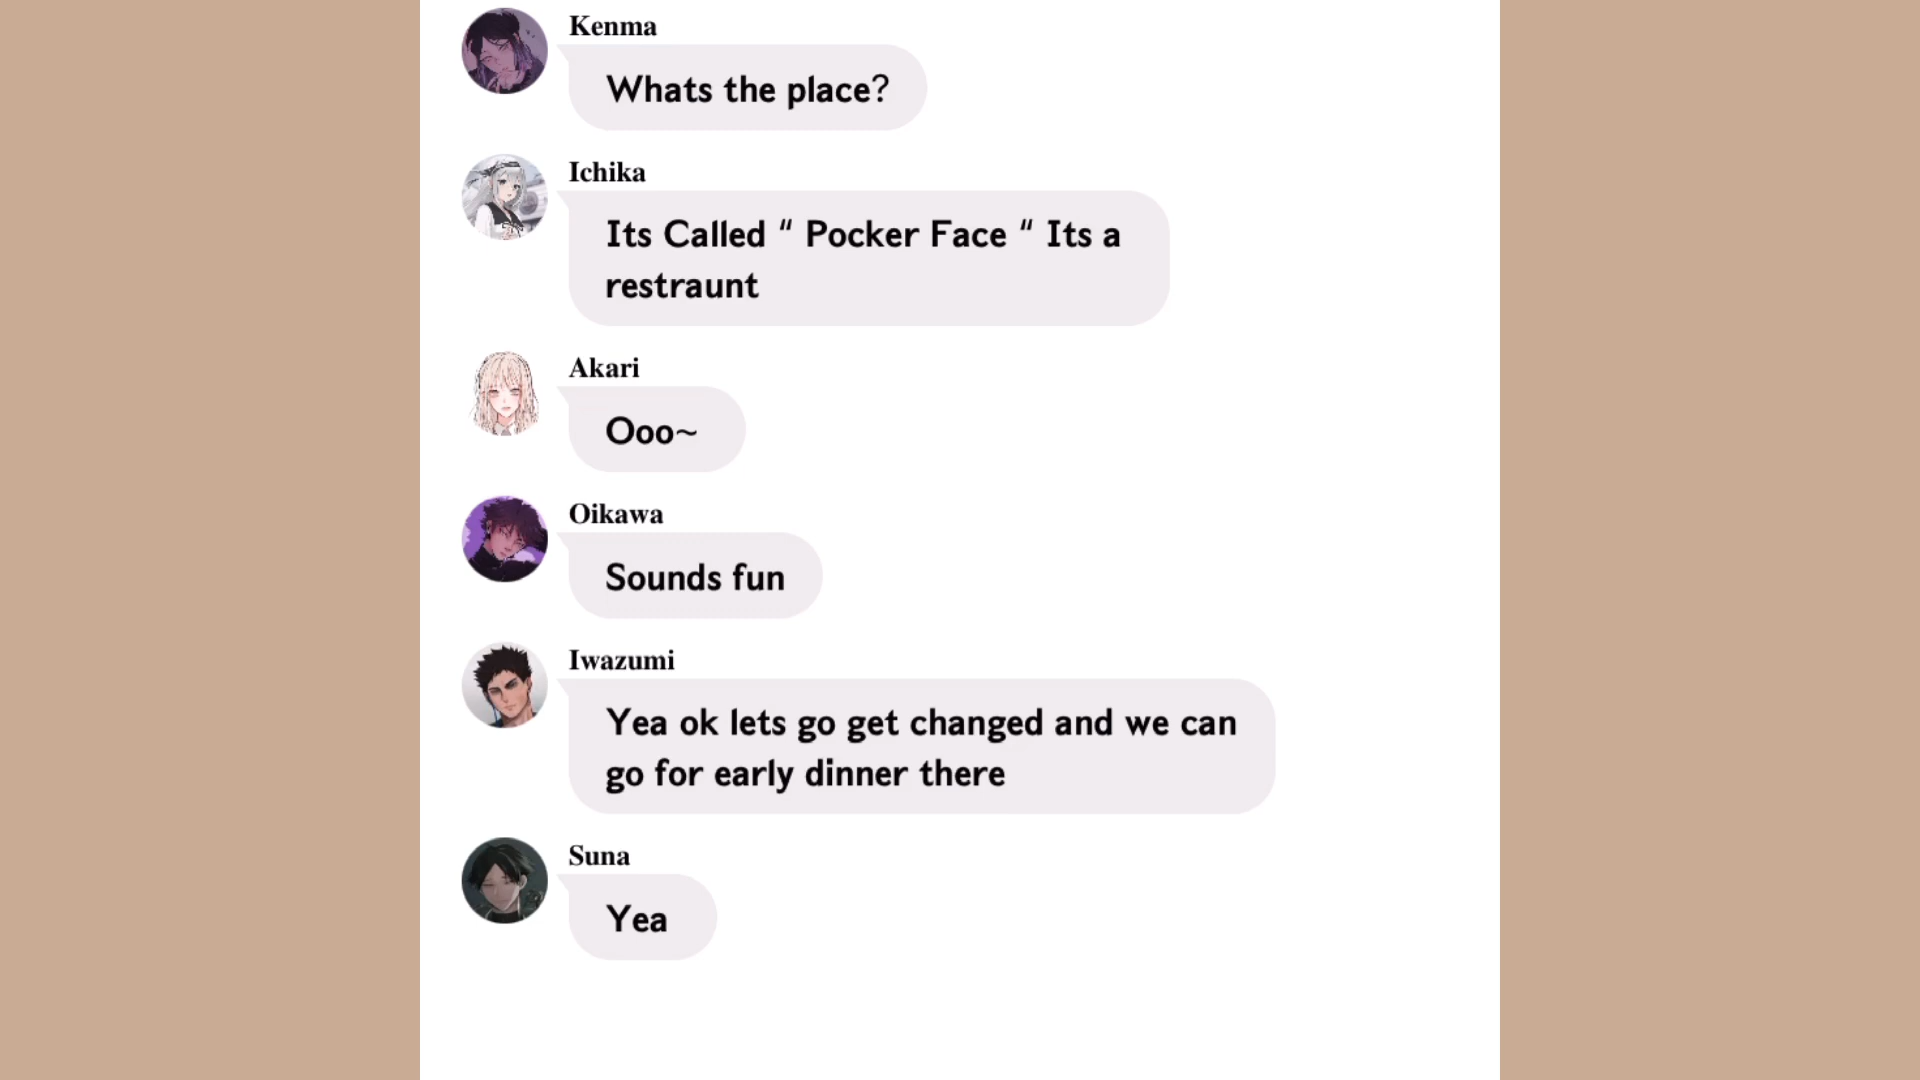 Kenma
Whats the place?
Ichika
Its Called “ Pocker Face “ Its a
restraunt
Akari
Ooo~
Oikawa
Sounds fun
Iwazumi
Yea ok lets go get changed and we can
go for early dinner there
Suna
Yea